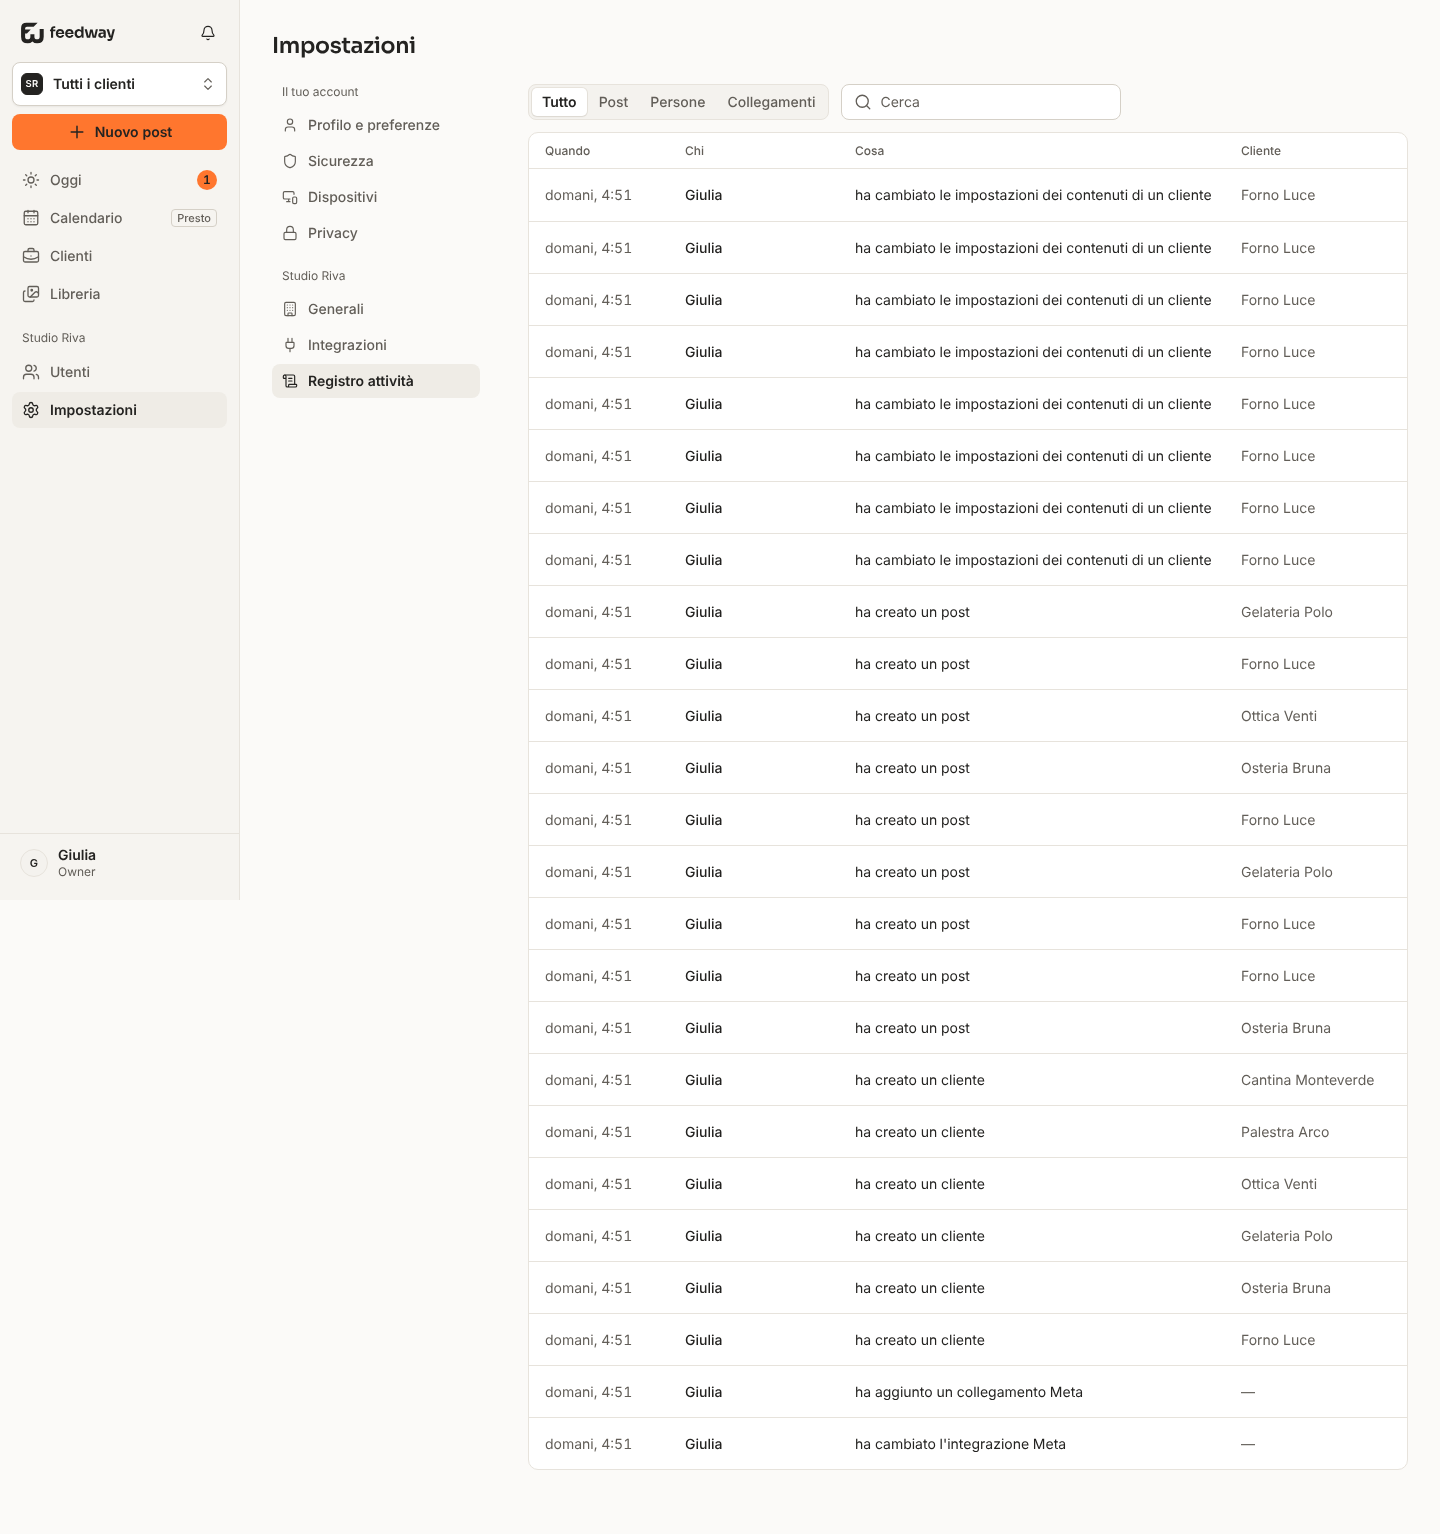 feedway
SR Tutti i clienti
Nuovo post
Oggi 1
Calendario Presto
Clienti
Libreria
Studio Riva
Utenti
Impostazioni
G Giulia
Owner
Impostazioni
Il tuo account
Profilo e preferenze
Sicurezza
Dispositivi
Privacy
Studio Riva
Generali
Integrazioni
Registro attività
Tutto Post Persone Collegamenti Cerca
Quando Chi Cosa Cliente
domani, 4:51 Giulia ha cambiato le impostazioni dei contenuti di un cliente Forno Luce
domani, 4:51 Giulia ha cambiato le impostazioni dei contenuti di un cliente Forno Luce
domani, 4:51 Giulia ha cambiato le impostazioni dei contenuti di un cliente Forno Luce
domani, 4:51 Giulia ha cambiato le impostazioni dei contenuti di un cliente Forno Luce
domani, 4:51 Giulia ha cambiato le impostazioni dei contenuti di un cliente Forno Luce
domani, 4:51 Giulia ha cambiato le impostazioni dei contenuti di un cliente Forno Luce
domani, 4:51 Giulia ha cambiato le impostazioni dei contenuti di un cliente Forno Luce
domani, 4:51 Giulia ha cambiato le impostazioni dei contenuti di un cliente Forno Luce
domani, 4:51 Giulia ha creato un post Gelateria Polo
domani, 4:51 Giulia ha creato un post Forno Luce
domani, 4:51 Giulia ha creato un post Ottica Venti
domani, 4:51 Giulia ha creato un post Osteria Bruna
domani, 4:51 Giulia ha creato un post Forno Luce
domani, 4:51 Giulia ha creato un post Gelateria Polo
domani, 4:51 Giulia ha creato un post Forno Luce
domani, 4:51 Giulia ha creato un post Forno Luce
domani, 4:51 Giulia ha creato un post Osteria Bruna
domani, 4:51 Giulia ha creato un cliente Cantina Monteverde
domani, 4:51 Giulia ha creato un cliente Palestra Arco
domani, 4:51 Giulia ha creato un cliente Ottica Venti
domani, 4:51 Giulia ha creato un cliente Gelateria Polo
domani, 4:51 Giulia ha creato un cliente Osteria Bruna
domani, 4:51 Giulia ha creato un cliente Forno Luce
domani, 4:51 Giulia ha aggiunto un collegamento Meta —
domani, 4:51 Giulia ha cambiato l'integrazione Meta —